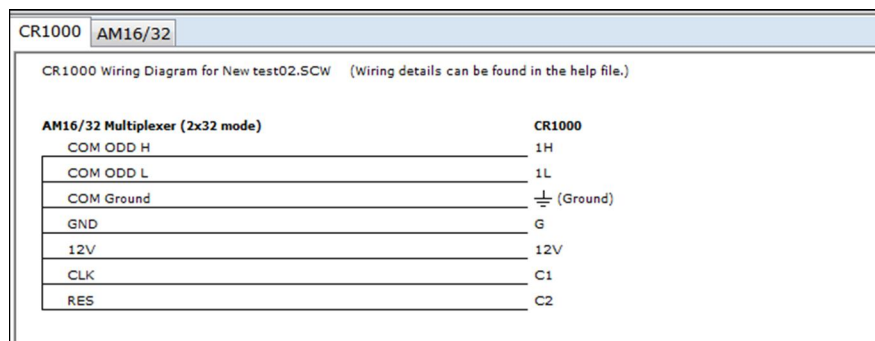 CR1000 AM16/32
CR1000 Wiring Diagram for New test02.SCW (Wiring details can be found in the help file.)
AM16/32 Multiplexer (2x32 mode) CR1000
COM ODD H 1H
COM ODD L 1L
COM Ground (Ground)
GND G
12V 12V
CLK C1
RES C2